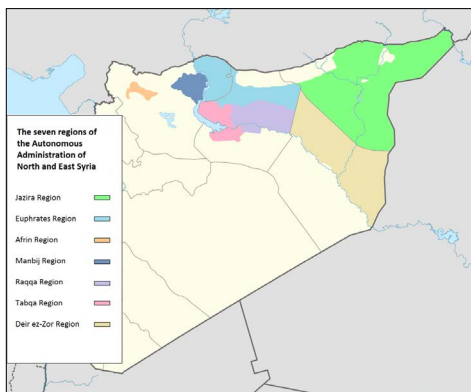 The seven regions of
the Autonomous
Administration of
North and East Syria
Jazira Region
Euphrates Region
Afrin Region
Manbij Region
Raqqa Region
Tabqa Region
Deir ez-Zor Region